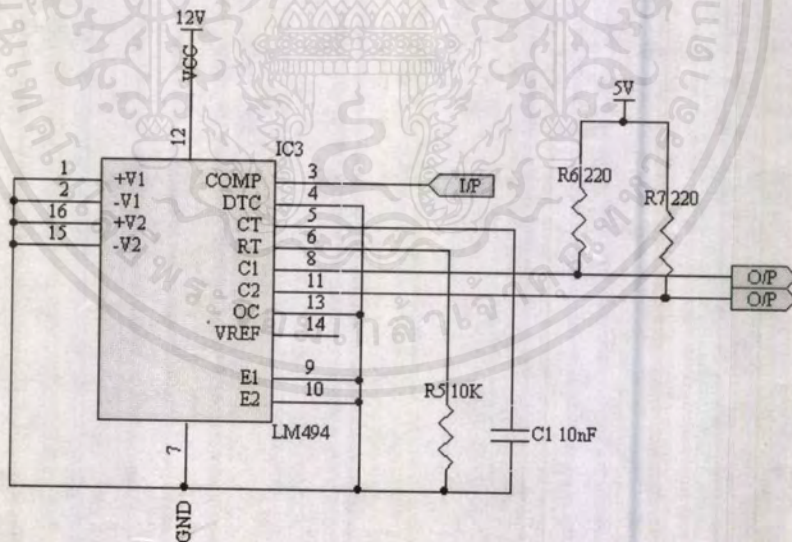 12V
VCC
12
IC3
1
+V1
2
-V1
16
+V2
15
-V2
COMP
3
I/P
DTC
4
CT
5
RT
6
C1
8
C2
11
OC
13
VREF
14
E1
9
E2
10
LM494
7
GND
5V
R6 220
R7 220
O/P
O/P
R5 10K
C1 10nF